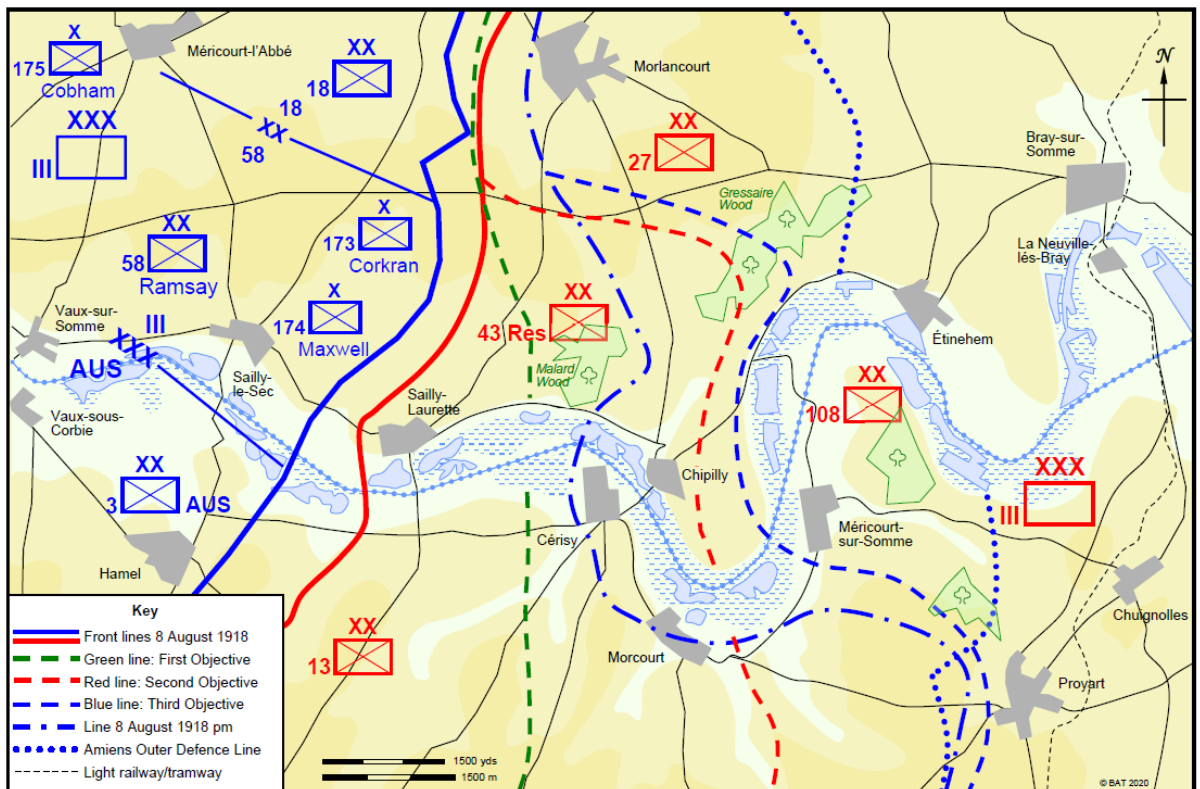 X
175
Cobham
Méricourt-l'Abbé
XX
18
18
XX
58
XXX
III
Morlancourt
N
XX
27
Bray-sur-
Somme
Gressaire
Wood
La Neuville-
lés-Bray
X
173
Corkran
XX
58
Ramsay
X
174
Maxwell
Vaux-sur-
Somme
III
XXX
AUS
Sailly-
le-Sec
XX
43 Res
Malard
Wood
Étinehem
Vaux-sous-
Corbie
Sailly-
Laurette
XX
108
XX
3
AUS
Chipilly
XXX
III
Cérisy
Méricourt-
sur-Somme
Hamel
Chuignolles
XX
13
Morcourt
Proyart
Key
Front lines 8 August 1918
Green line: First Objective
Red line: Second Objective
Blue line: Third Objective
Line 8 August 1918 pm
Amiens Outer Defence Line
Light railway/tramway
1500 yds
1500 m
© BAT 2020